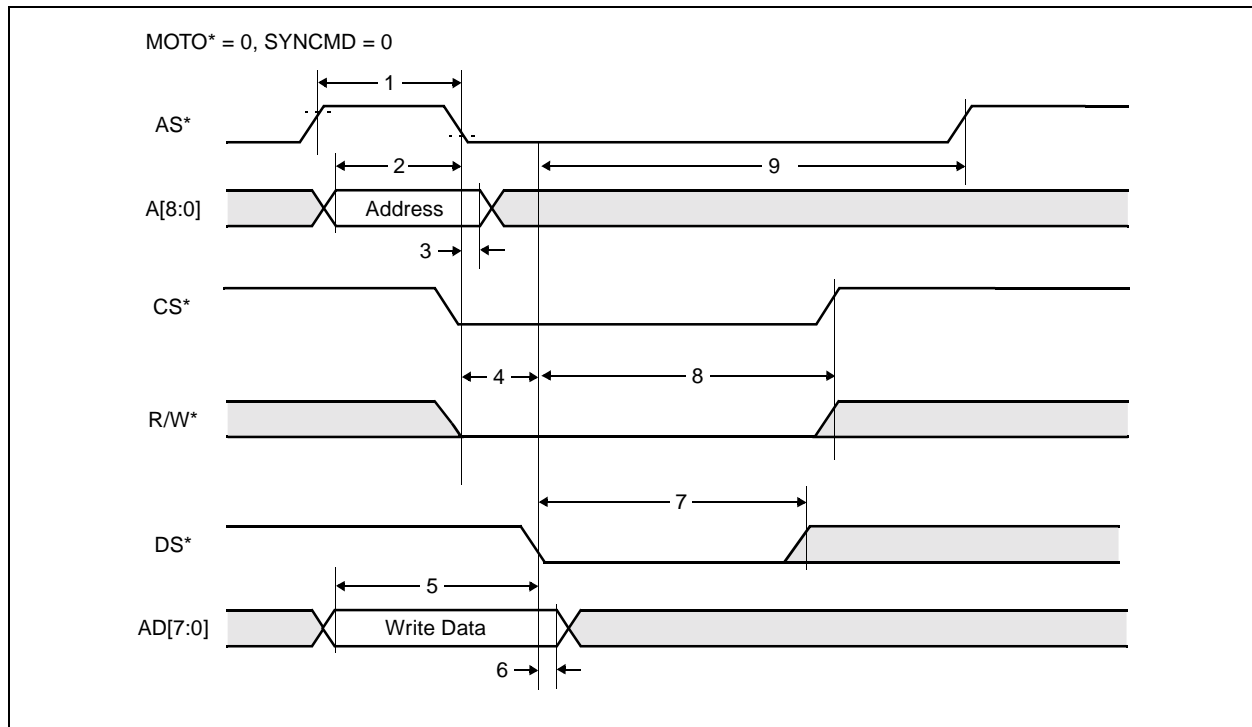 MOTO* = 0, SYNCMD = 0
1
AS*
2
9
A[8:0]
Address
3
CS*
4
8
R/W*
7
DS*
5
AD[7:0]
Write Data
6